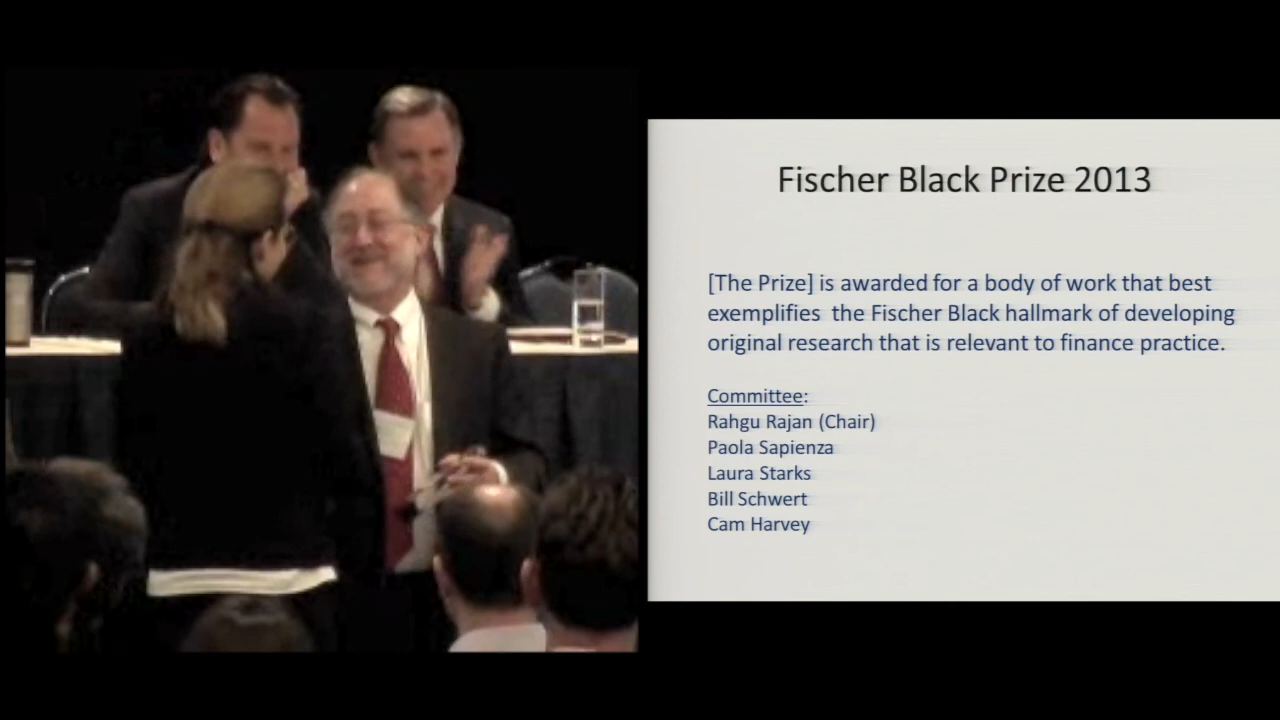 Fischer Black Prize 2013
[The Prize] is awarded for a body of work that best
exemplifies the Fischer Black hallmark of developing
original research that is relevant to finance practice.
Committee:
Rahgu Rajan (Chair)
Paola Sapienza
Laura Starks
Bill Schwert
Cam Harvey